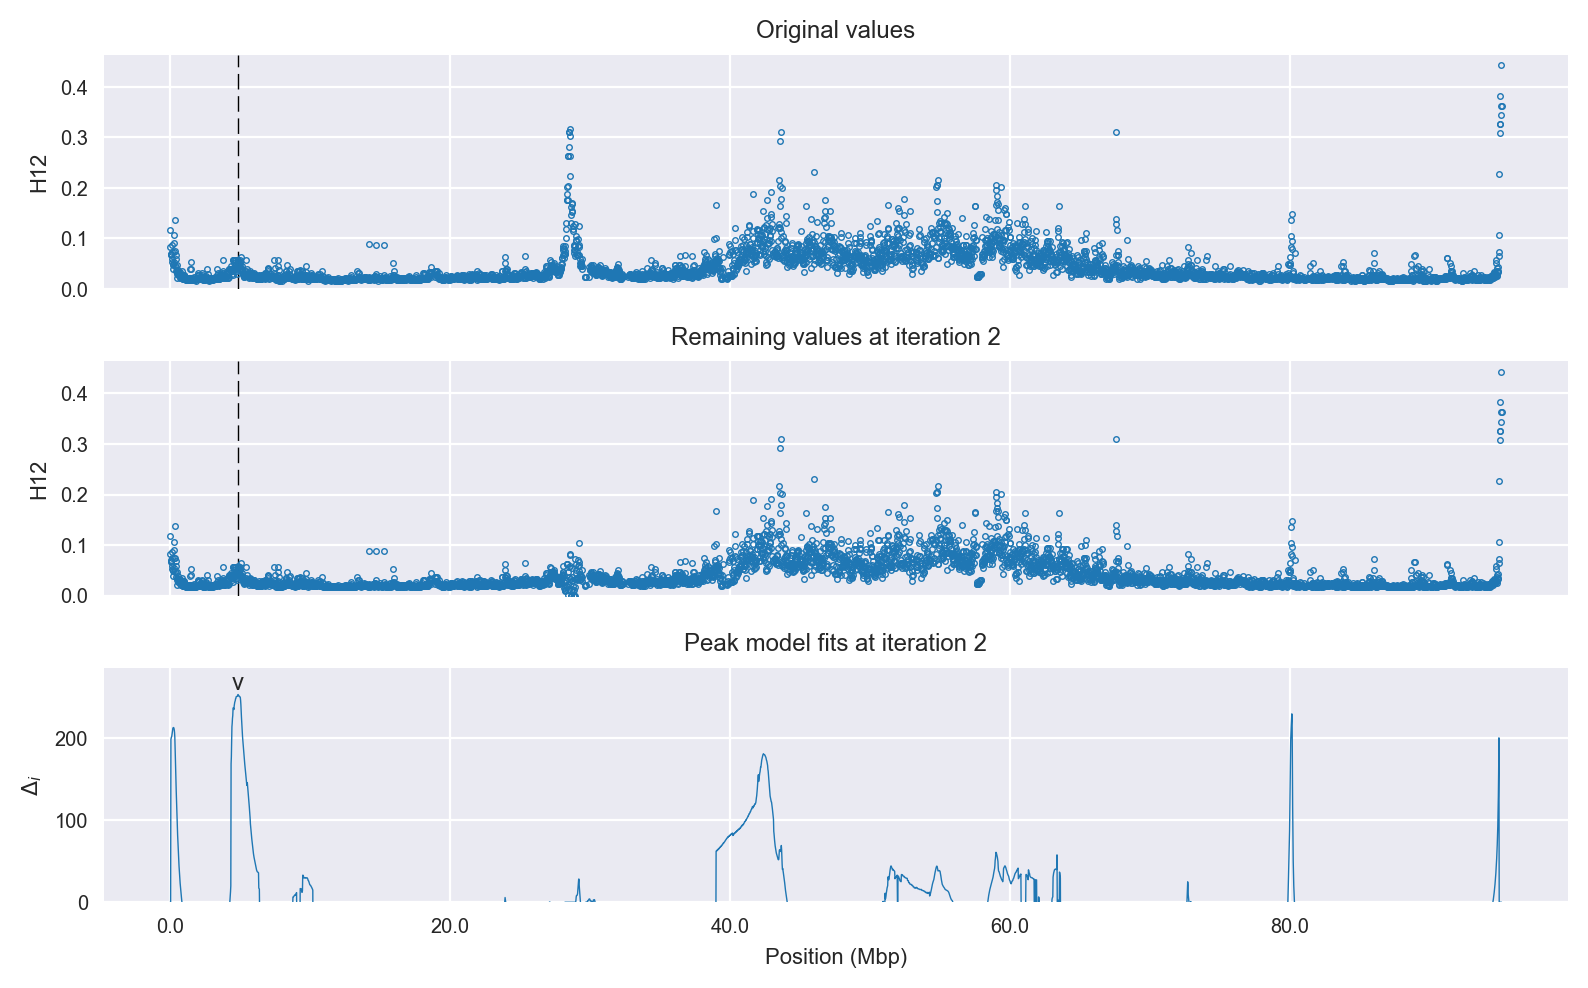 Original values
0.4
0.3
0.2
0.1
0.0
H12
Remaining values at iteration 2
0.4
0.3
0.2
0.1
0.0
H12
Peak model fits at iteration 2
v
200
100
0
Δi
0.0 20.0 40.0 60.0 80.0
Position (Mbp)